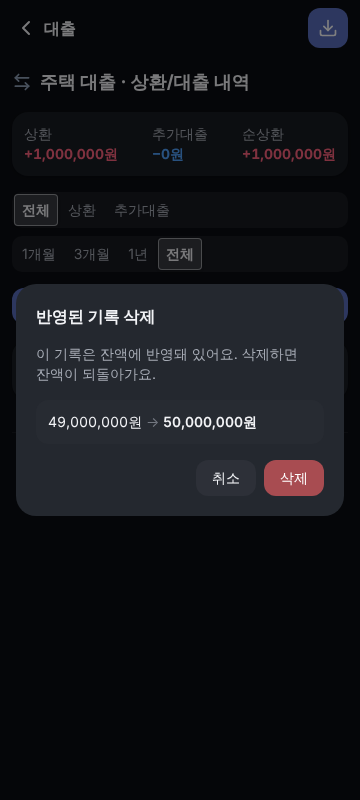 대출
주택 대출 · 상환/대출 내역
상환 추가대출 순상환
+1,000,000원 −0원 +1,000,000원
전체 상환 추가대출
1개월 3개월 1년 전체
반영된 기록 삭제
이 기록은 잔액에 반영돼 있어요. 삭제하면
잔액이 되돌아가요.
49,000,000원 → 50,000,000원
취소 삭제